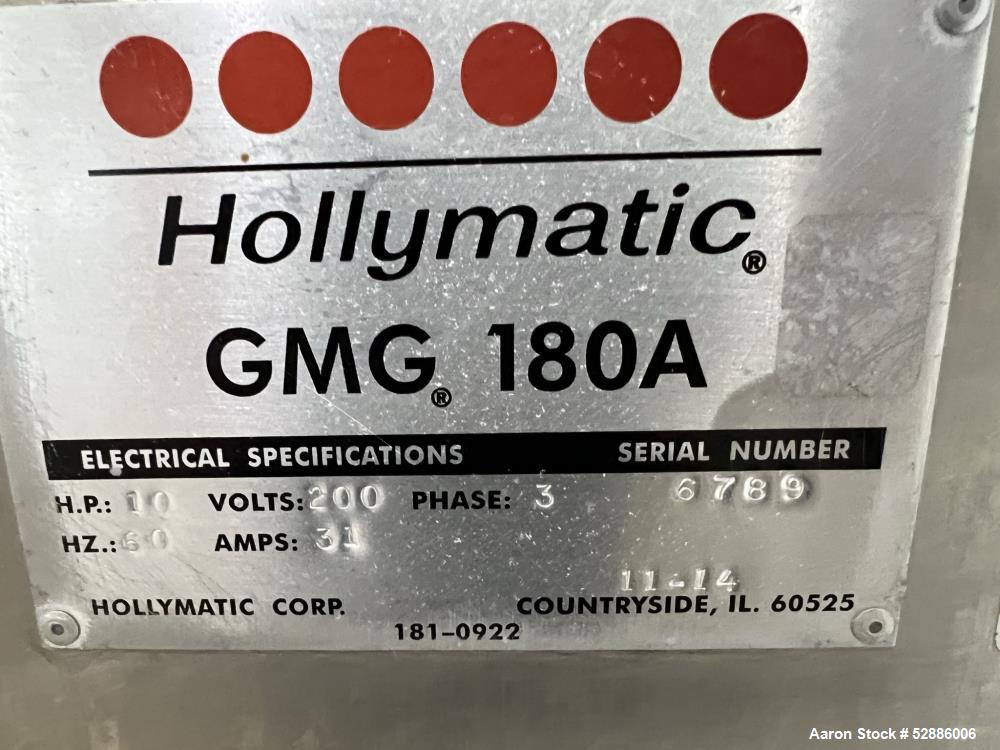 Hollymatic®
GMG® 180A
ELECTRICAL SPECIFICATIONS SERIAL NUMBER
H.P.: 10 VOLTS: 200 PHASE: 3 6789
HZ.: 60 AMPS: 31
11-14
HOLLYMATIC CORP. COUNTRYSIDE, IL. 60525
181-0922
Aaron Stock # 52886006